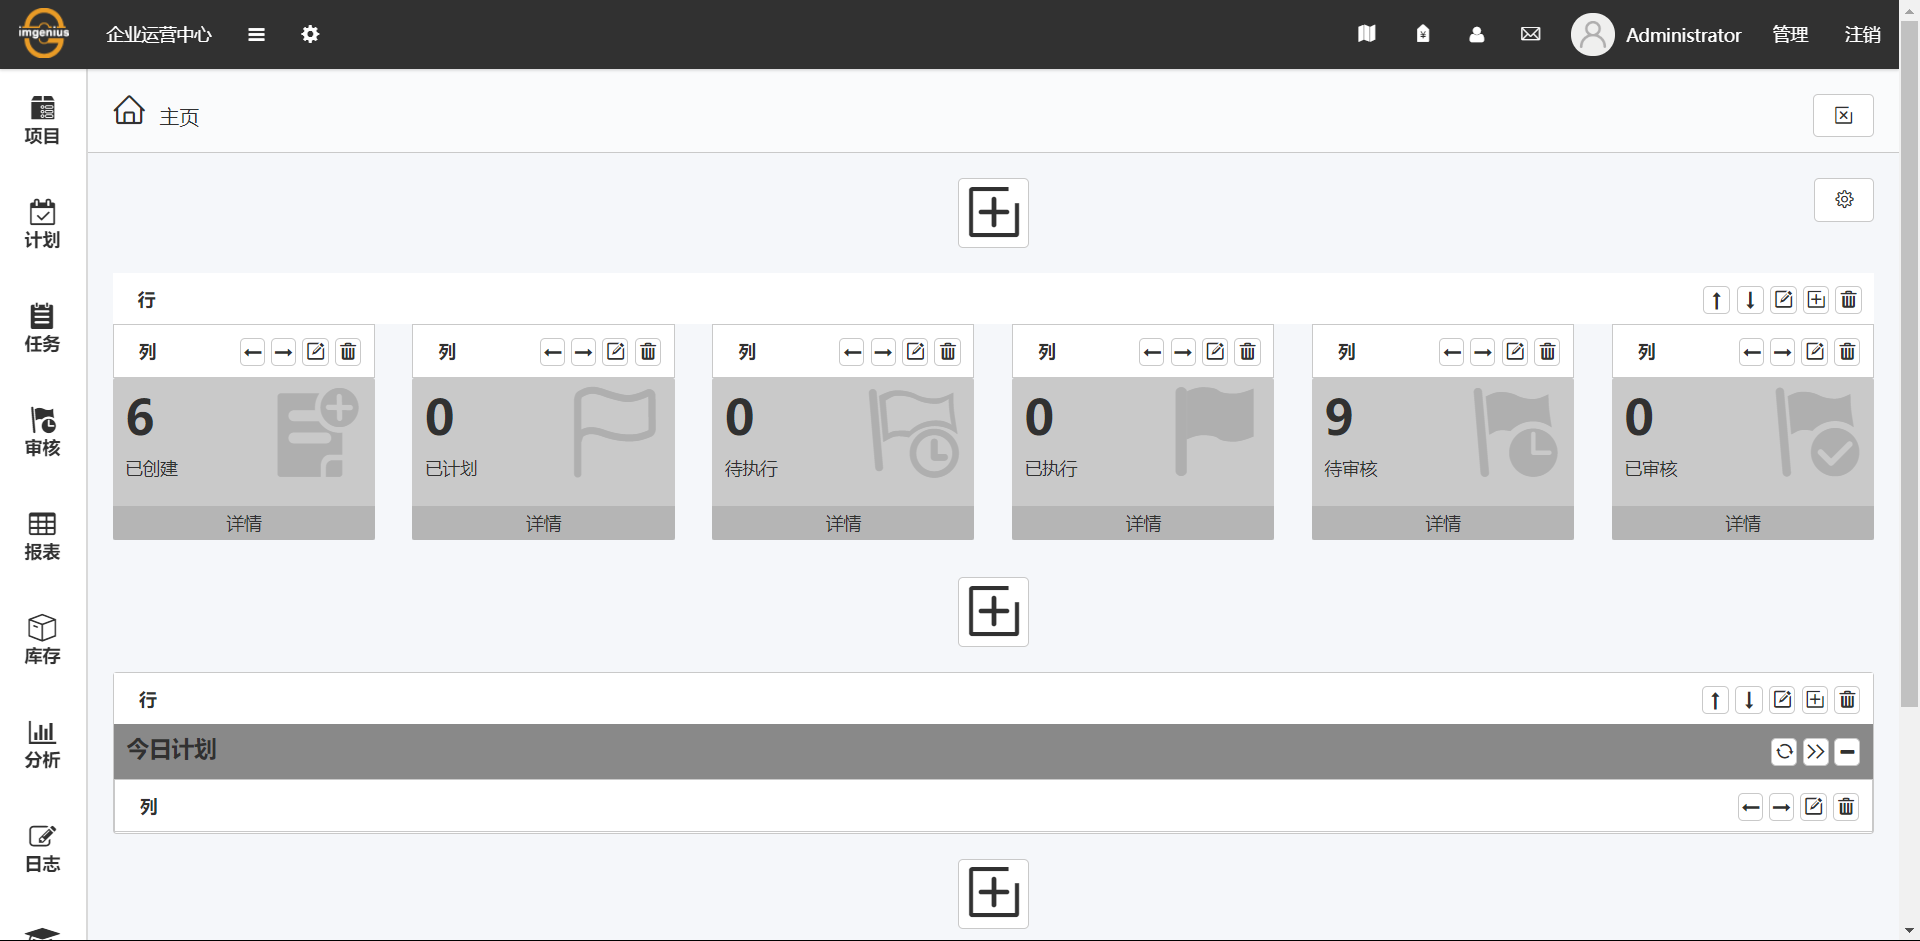 imgenius
企业运营中心
Administrator
管理
注销
项目
计划
任务
审核
报表
库存
分析
日志
主页
行
列
列
列
列
列
列
6
0
0
0
9
0
已创建
已计划
待执行
已执行
待审核
已审核
详情
详情
详情
详情
详情
详情
行
今日计划
列